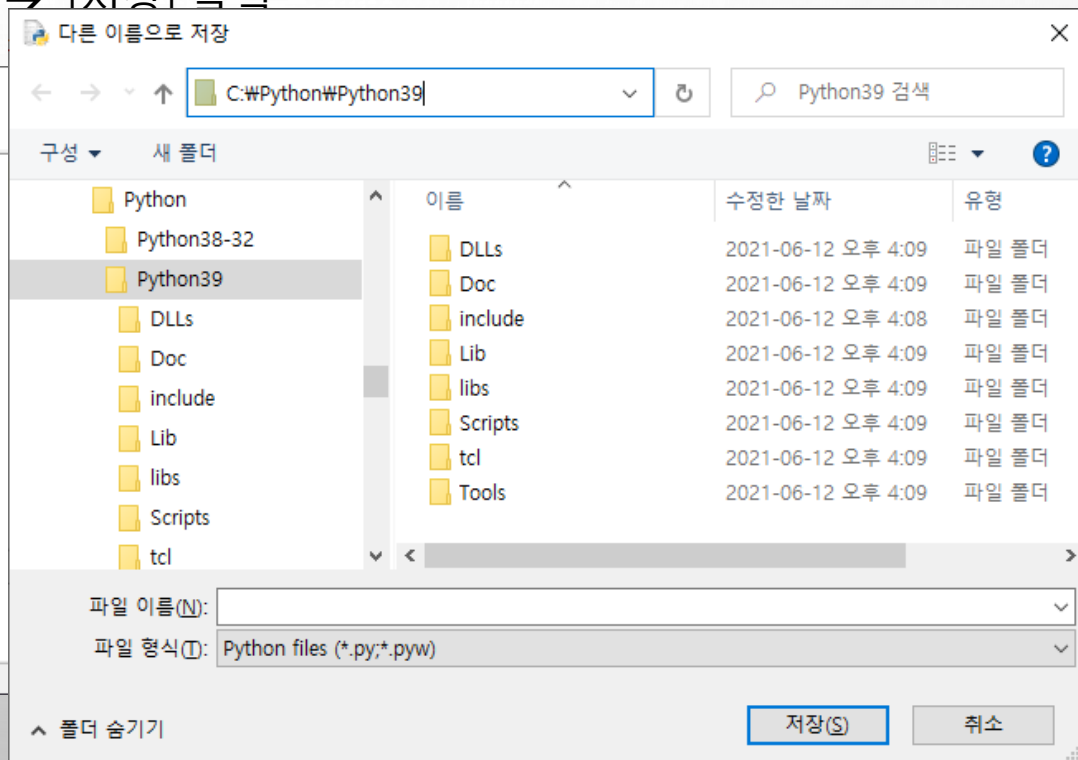 다른 이름으로 저장
C:₩Python₩Python39
Python39 검색
구성
새 폴더
Python
Python38-32
Python39
DLLs
Doc
include
Lib
libs
Scripts
tcl
이름 수정한 날짜 유형
DLLs 2021-06-12 오후 4:09 파일 폴더
Doc 2021-06-12 오후 4:09 파일 폴더
include 2021-06-12 오후 4:08 파일 폴더
Lib 2021-06-12 오후 4:09 파일 폴더
libs 2021-06-12 오후 4:09 파일 폴더
Scripts 2021-06-12 오후 4:09 파일 폴더
tcl 2021-06-12 오후 4:09 파일 폴더
Tools 2021-06-12 오후 4:09 파일 폴더
파일 이름(N):
파일 형식(T): Python files (*.py;*.pyw)
폴더 숨기기
저장(S)
취소